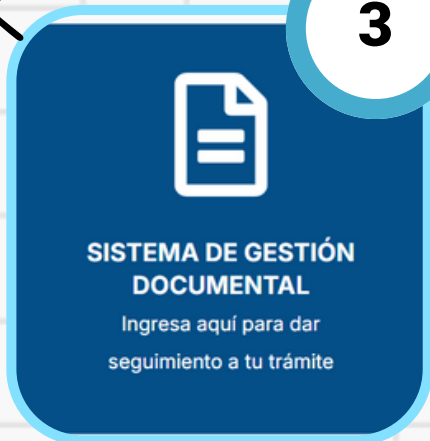 3
SISTEMA DE GESTIÓN
DOCUMENTAL
Ingresa aquí para dar
seguimiento a tu trámite